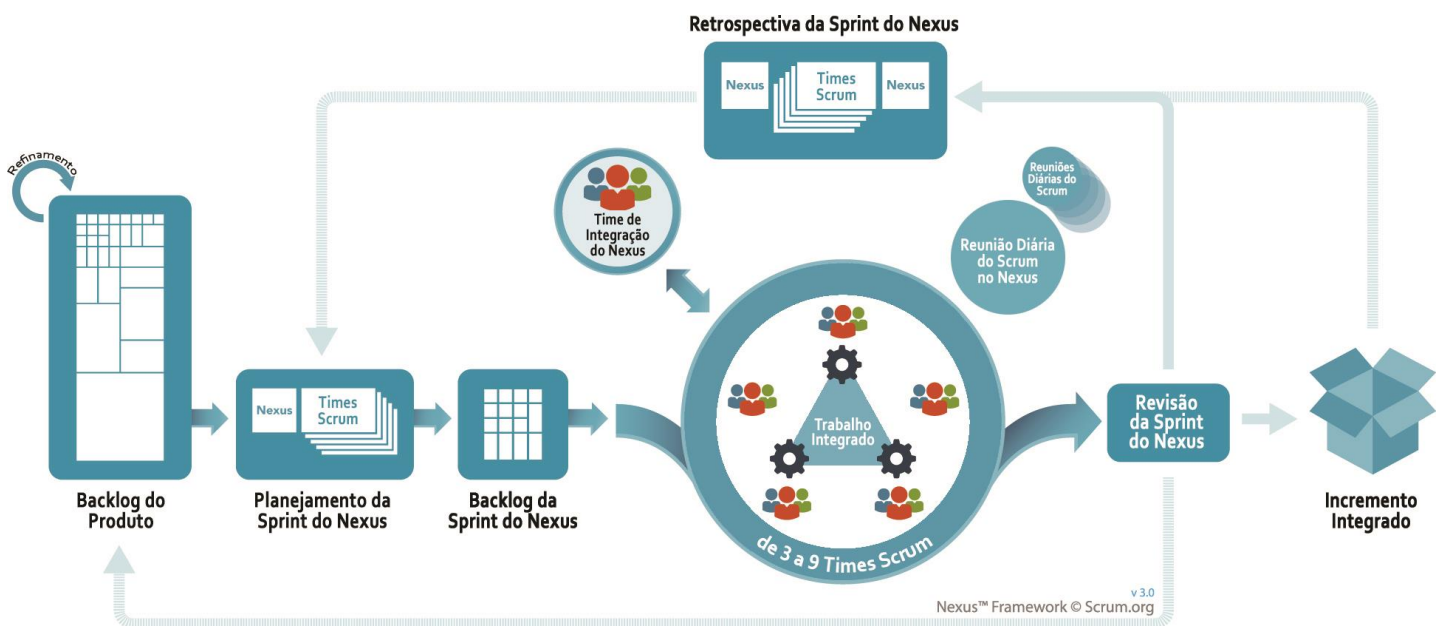 Retrospectiva da Sprint do Nexus
Nexus
Times
Scrum
Nexus
Refinamento
Time de
Integração
do Nexus
Reuniões
Diárias do
Scrum
Reunião Diária
do Scrum
no Nexus
Nexus
Times
Scrum
Trabalho
Integrado
Revisão
da Sprint
do Nexus
Backlog do
Produto
Planejamento da
Sprint do Nexus
Backlog da
Sprint do Nexus
Incremento
Integrado
de 3 a 9 Times Scrum
v 3.0
Nexus™ Framework © Scrum.org